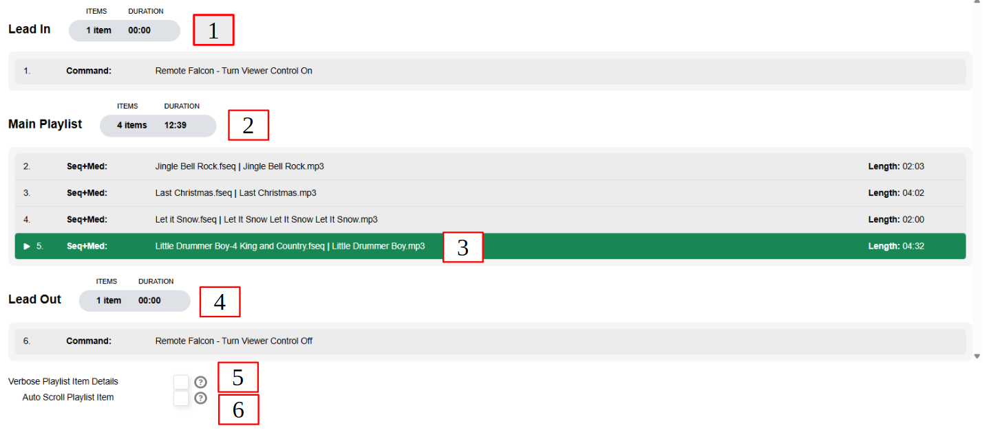 ITEMS DURATION
Lead In 1 item 00:00 1
1. Command: Remote Falcon - Turn Viewer Control On
ITEMS DURATION
Main Playlist 4 items 12:39 2
2. Seq+Med: Jingle Bell Rock.fseq | Jingle Bell Rock.mp3 Length: 02:03
3. Seq+Med: Last Christmas.fseq | Last Christmas.mp3 Length: 04:02
4. Seq+Med: Let it Snow.fseq | Let It Snow Let It Snow Let It Snow.mp3 Length: 02:00
5. Seq+Med: Little Drummer Boy-4 King and Country.fseq | Little Drummer Boy.mp3 3 Length: 04:32
ITEMS DURATION
Lead Out 1 item 00:00 4
6. Command: Remote Falcon - Turn Viewer Control Off
Verbose Playlist Item Details ? 5
Auto Scroll Playlist Item ? 6